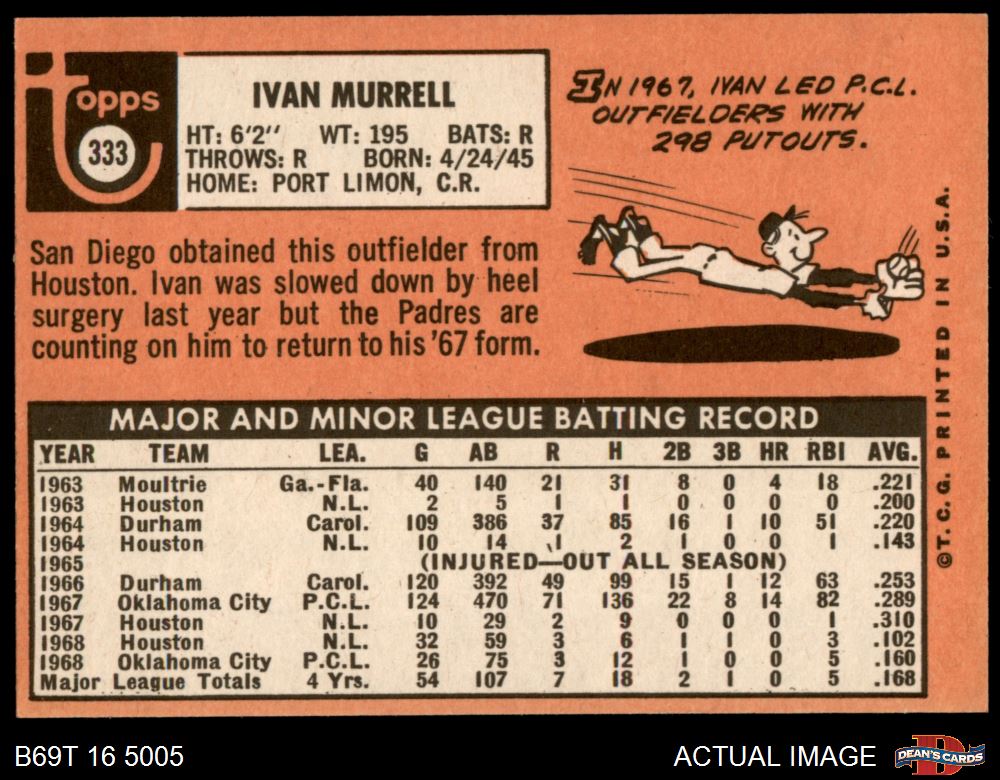 Topps
333
IVAN MURRELL
HT: 6'2" WT: 195 BATS: R
THROWS: R BORN: 4/24/45
HOME: PORT LIMON, C.R.
IN 1967, IVAN LED P.C.L.
OUTFIELDERS WITH
298 PUTOUTS.
San Diego obtained this outfielder from
Houston. Ivan was slowed down by heel
surgery last year but the Padres are
counting on him to return to his '67 form.
©T. C. G. PRINTED IN U.S.A.
MAJOR AND MINOR LEAGUE BATTING RECORD
YEAR TEAM LEA. G AB R H 2B 3B HR RBI AVG.
1963 Moultrie Ga.-Fla. 40 140 21 31 8 0 4 18 .221
1963 Houston N.L. 2 5 1 1 0 0 0 0 .200
1964 Durham Carol. 109 386 37 85 16 1 10 51 .220
1964 Houston N.L. 10 14 1 2 1 0 0 1 .143
1965 (INJURED—OUT ALL SEASON)
1966 Durham Carol. 120 392 49 99 15 1 12 63 .253
1967 Oklahoma City P.C.L. 124 470 71 136 22 8 14 82 .289
1967 Houston N.L. 10 29 2 9 0 0 0 1 .310
1968 Houston N.L. 32 59 3 6 1 1 0 3 .102
1968 Oklahoma City P.C.L. 26 75 3 12 1 0 0 5 .160
Major League Totals 4 Yrs. 54 107 7 18 2 1 0 5 .168
B69T 16 5005 ACTUAL IMAGE
DEAN'S CARDS